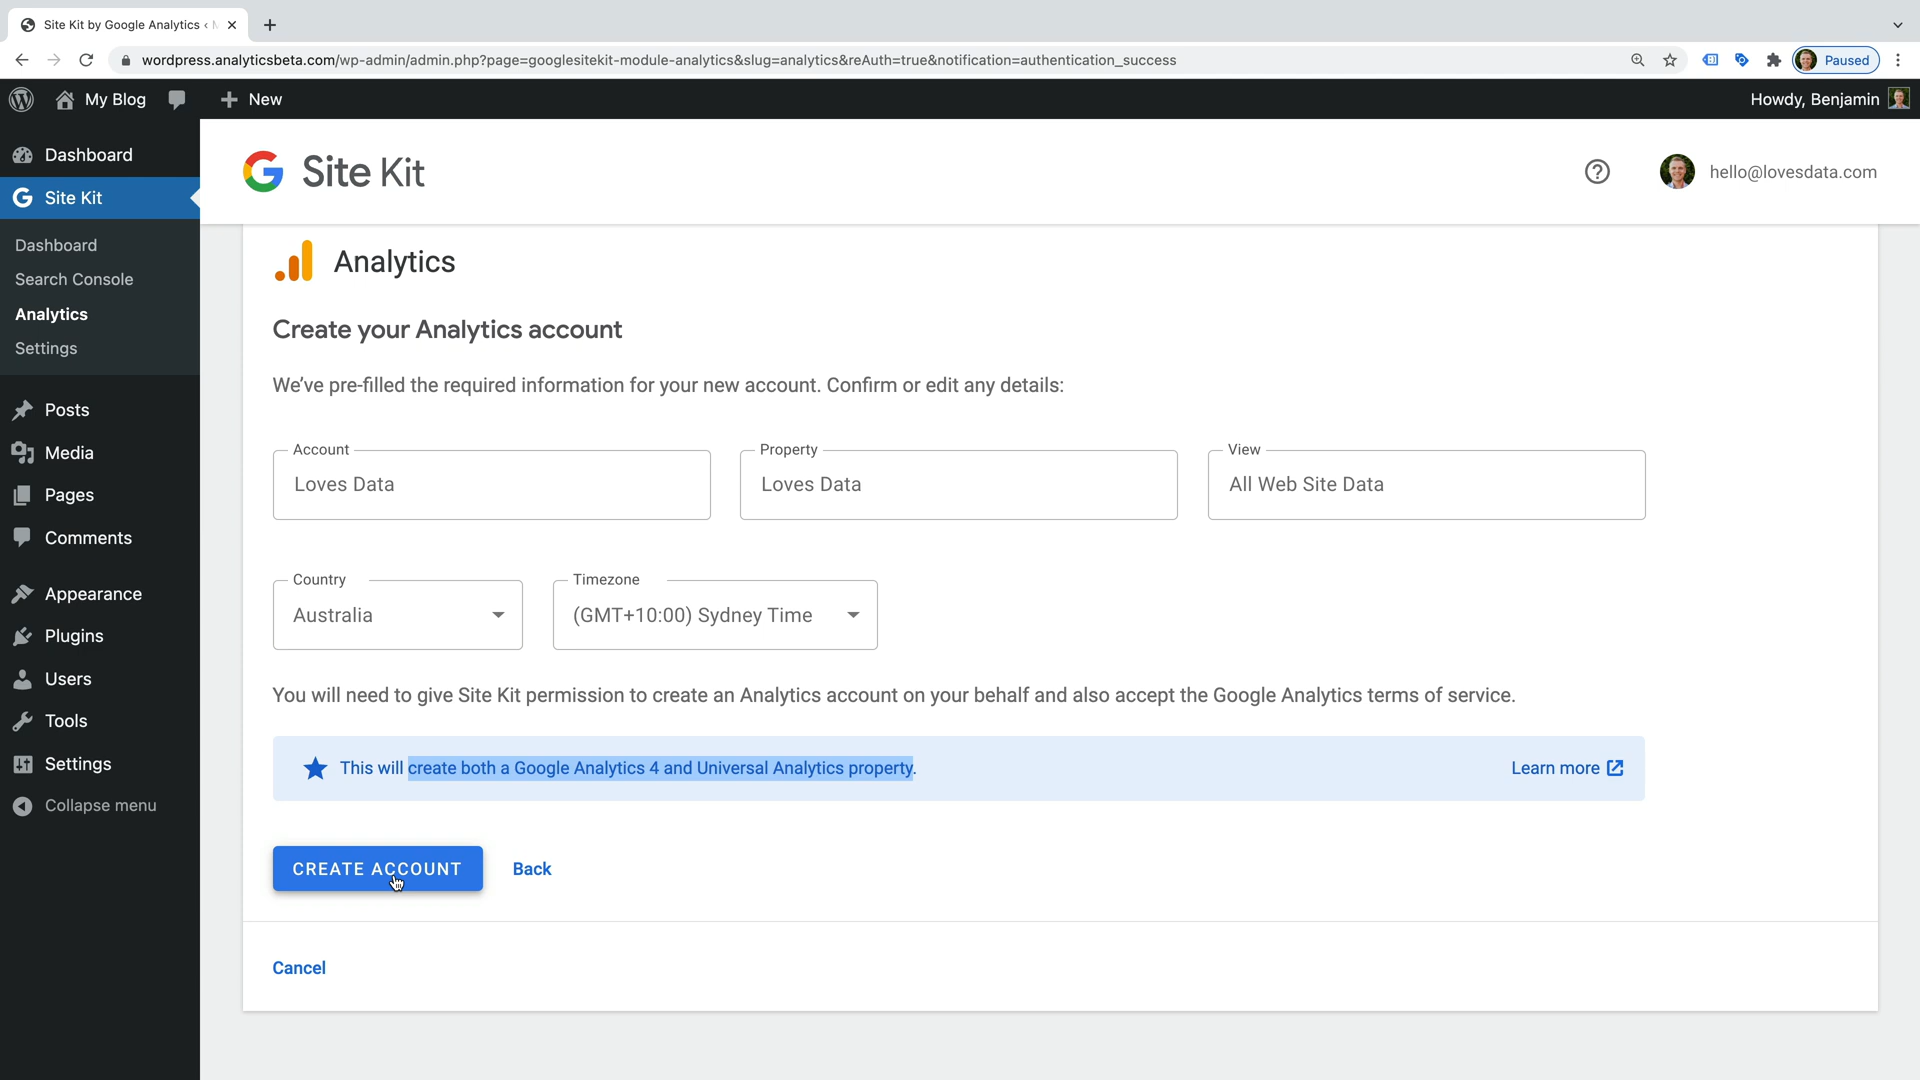 Site Kit by Google Analytics ‹
wordpress.analyticsbeta.com/wp-admin/admin.php?page=googlesitekit-module-analytics&slug=analytics&reAuth=true&notification=authentication_success
Paused
My Blog
New
Howdy, Benjamin
Dashboard
Site Kit
Dashboard
Search Console
Analytics
Settings
Posts
Media
Pages
Comments
Appearance
Plugins
Users
Tools
Settings
Collapse menu
Site Kit
hello@lovesdata.com
Analytics
Create your Analytics account
We’ve pre-filled the required information for your new account. Confirm or edit any details:
Account
Loves Data
Property
Loves Data
View
All Web Site Data
Country
Australia
Timezone
(GMT+10:00) Sydney Time
You will need to give Site Kit permission to create an Analytics account on your behalf and also accept the Google Analytics terms of service.
This will create both a Google Analytics 4 and Universal Analytics property.
Learn more
CREATE ACCOUNT
Back
Cancel